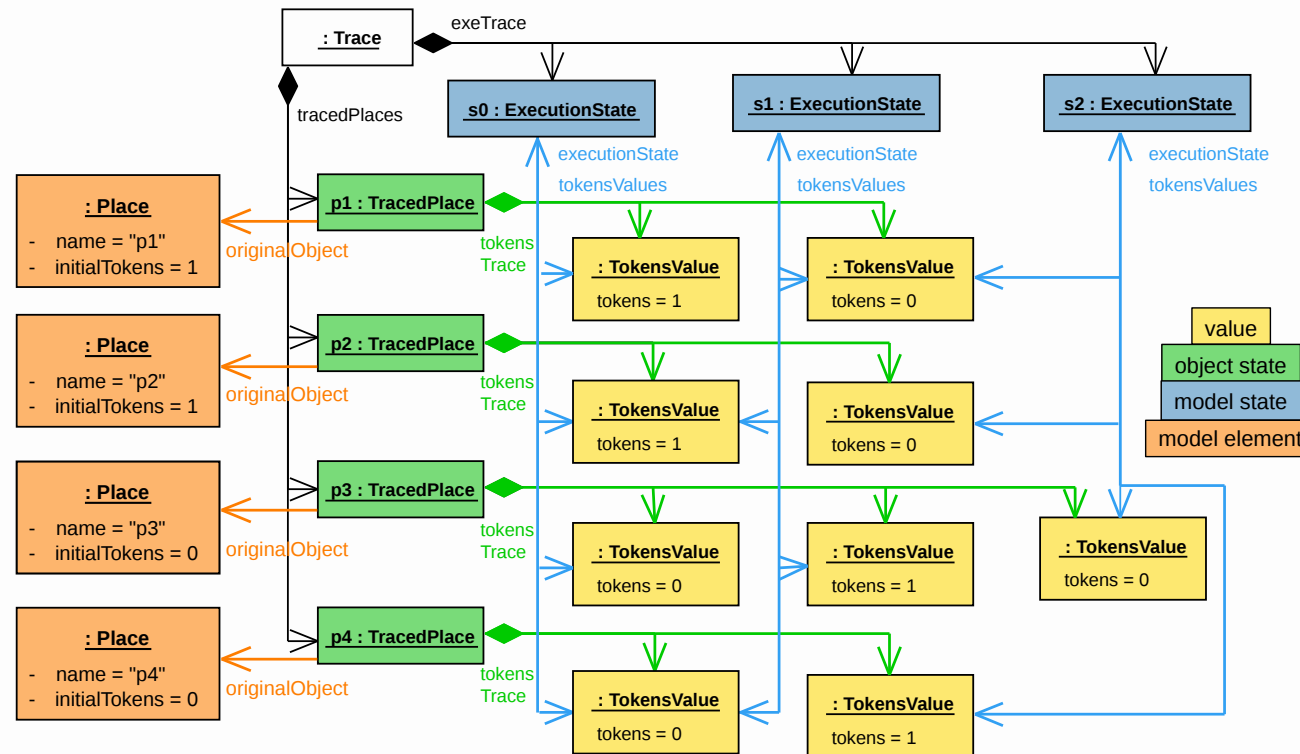 exeTrace
: Trace
s0 : ExecutionState
s1 : ExecutionState
s2 : ExecutionState
tracedPlaces
executionState
tokensValues
executionState
tokensValues
executionState
tokensValues
: Place
- name = "p1"
- initialTokens = 1
originalObject
p1 : TracedPlace
tokens
Trace
: TokensValue
tokens = 1
: TokensValue
tokens = 0
: Place
- name = "p2"
- initialTokens = 1
originalObject
p2 : TracedPlace
tokens
Trace
: TokensValue
tokens = 1
: TokensValue
tokens = 0
value
object state
model state
model element
: Place
- name = "p3"
- initialTokens = 0
originalObject
p3 : TracedPlace
tokens
Trace
: TokensValue
tokens = 0
: TokensValue
tokens = 1
: TokensValue
tokens = 0
: Place
- name = "p4"
- initialTokens = 0
originalObject
p4 : TracedPlace
tokens
Trace
: TokensValue
tokens = 0
: TokensValue
tokens = 1